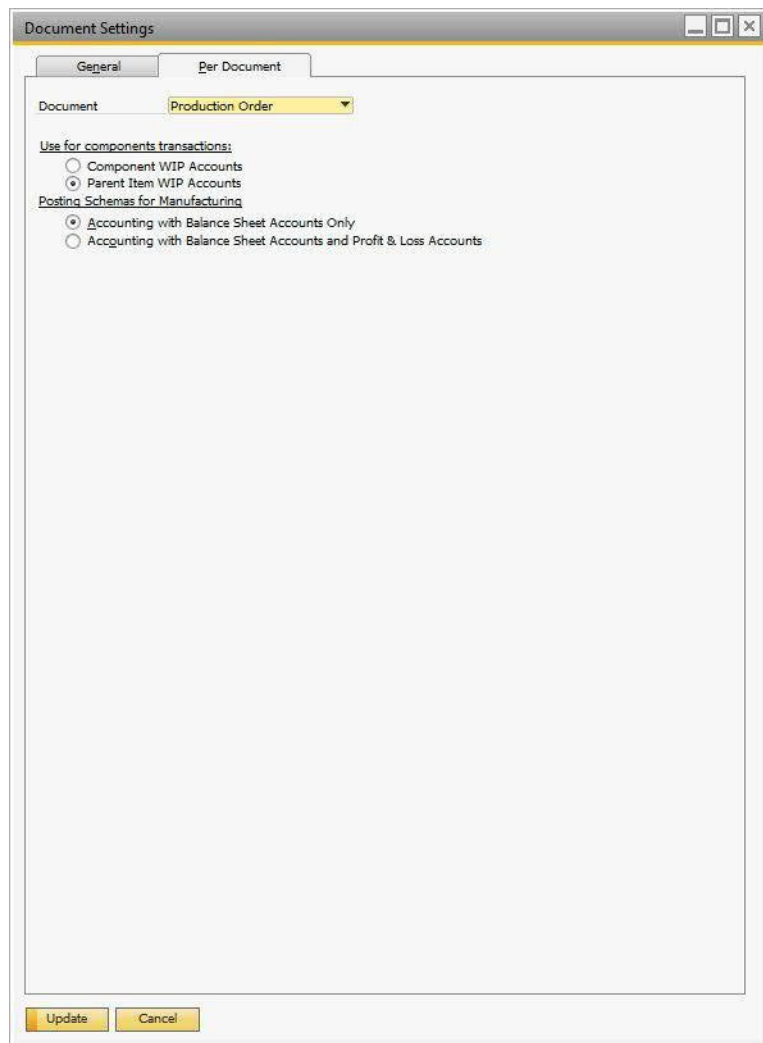 Document Settings
General Per Document
Document Production Order
Use for components transactions:
Component WIP Accounts
Parent Item WIP Accounts
Posting Schemas for Manufacturing
Accounting with Balance Sheet Accounts Only
Accounting with Balance Sheet Accounts and Profit & Loss Accounts
Update Cancel